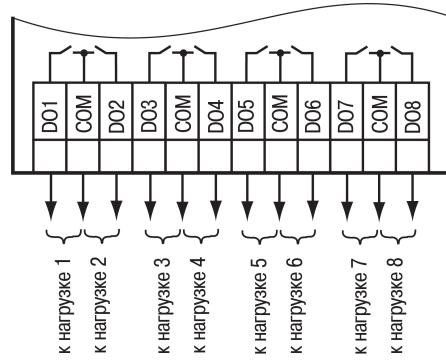 DO1
COM
DO2
DO3
COM
DO4
DO5
COM
DO6
DO7
COM
DO8
к нагрузке 1
к нагрузке 2
к нагрузке 3
к нагрузке 4
к нагрузке 5
к нагрузке 6
к нагрузке 7
к нагрузке 8